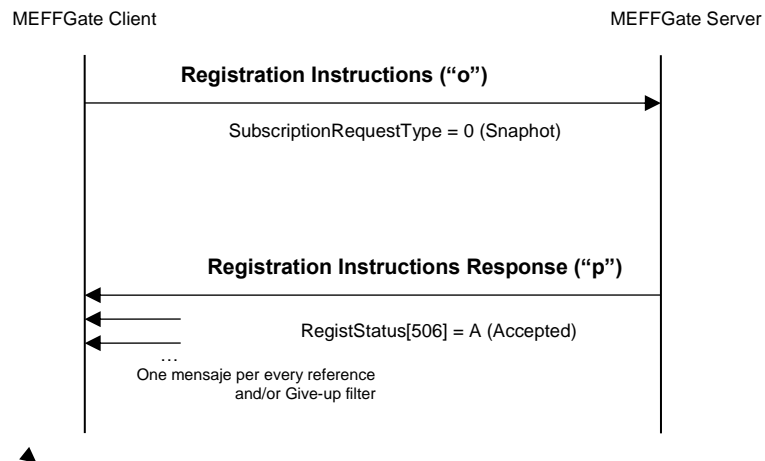 MEFFGate Client
MEFFGate Server
Registration Instructions (“o”)
SubscriptionRequestType = 0 (Snaphot)
Registration Instructions Response (“p”)
RegistStatus[506] = A (Accepted)
…
One mensaje per every reference
and/or Give-up filter